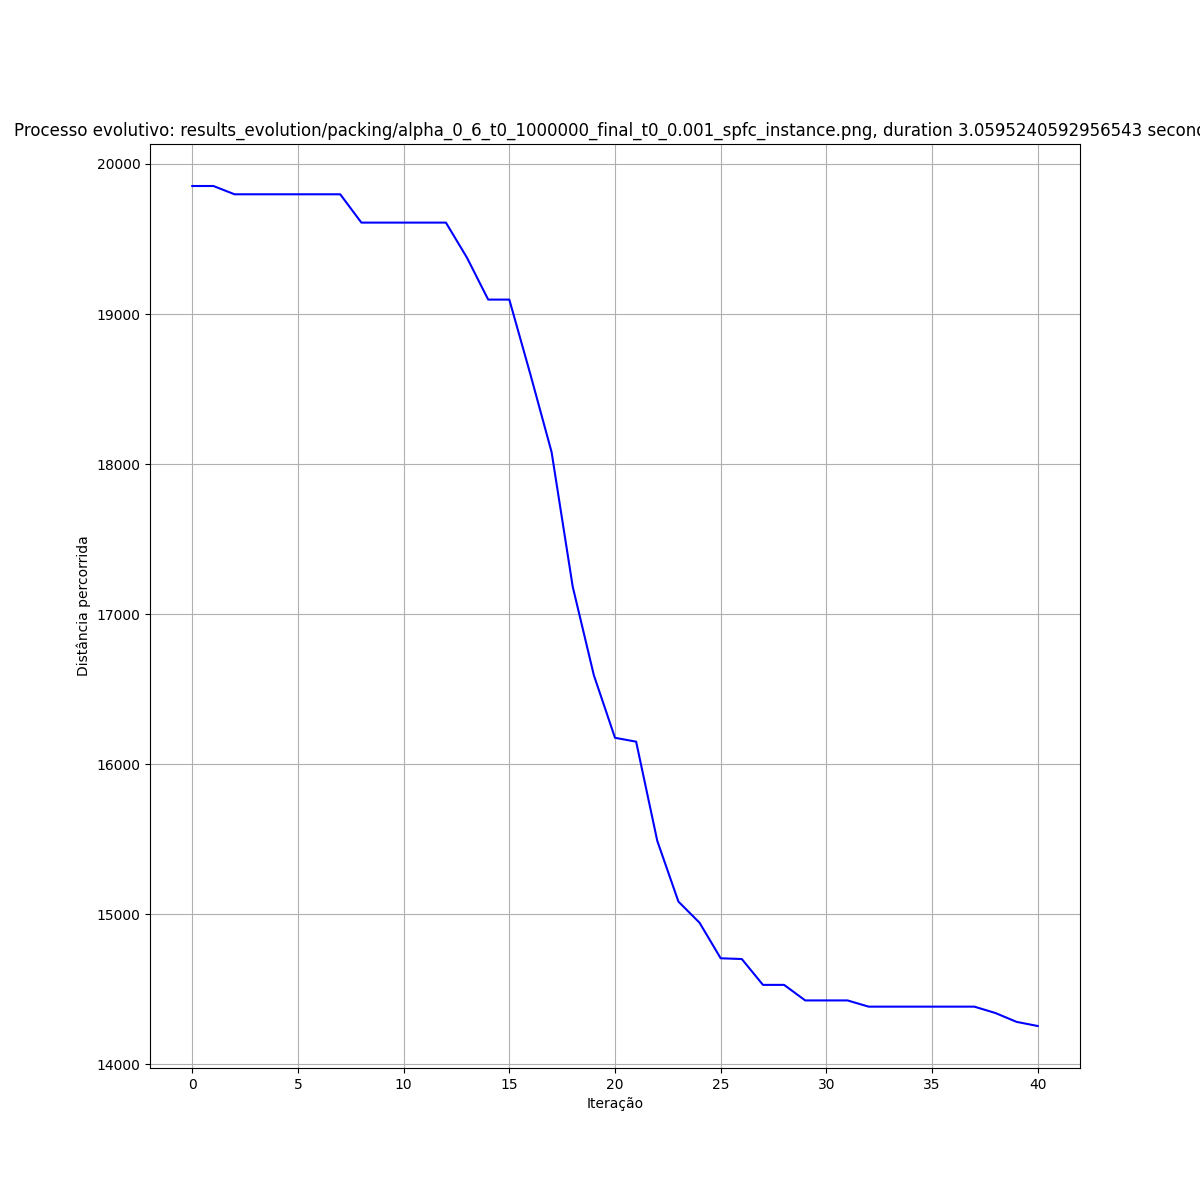 Processo evolutivo: results_evolution/packing/alpha_0_6_t0_1000000_final_t0_0.001_spfc_instance.png, duration 3.0595240592956543 secon
20000
19000
18000
17000
16000
15000
14000
Distância percorrida
0 5 10 15 20 25 30 35 40
Iteração